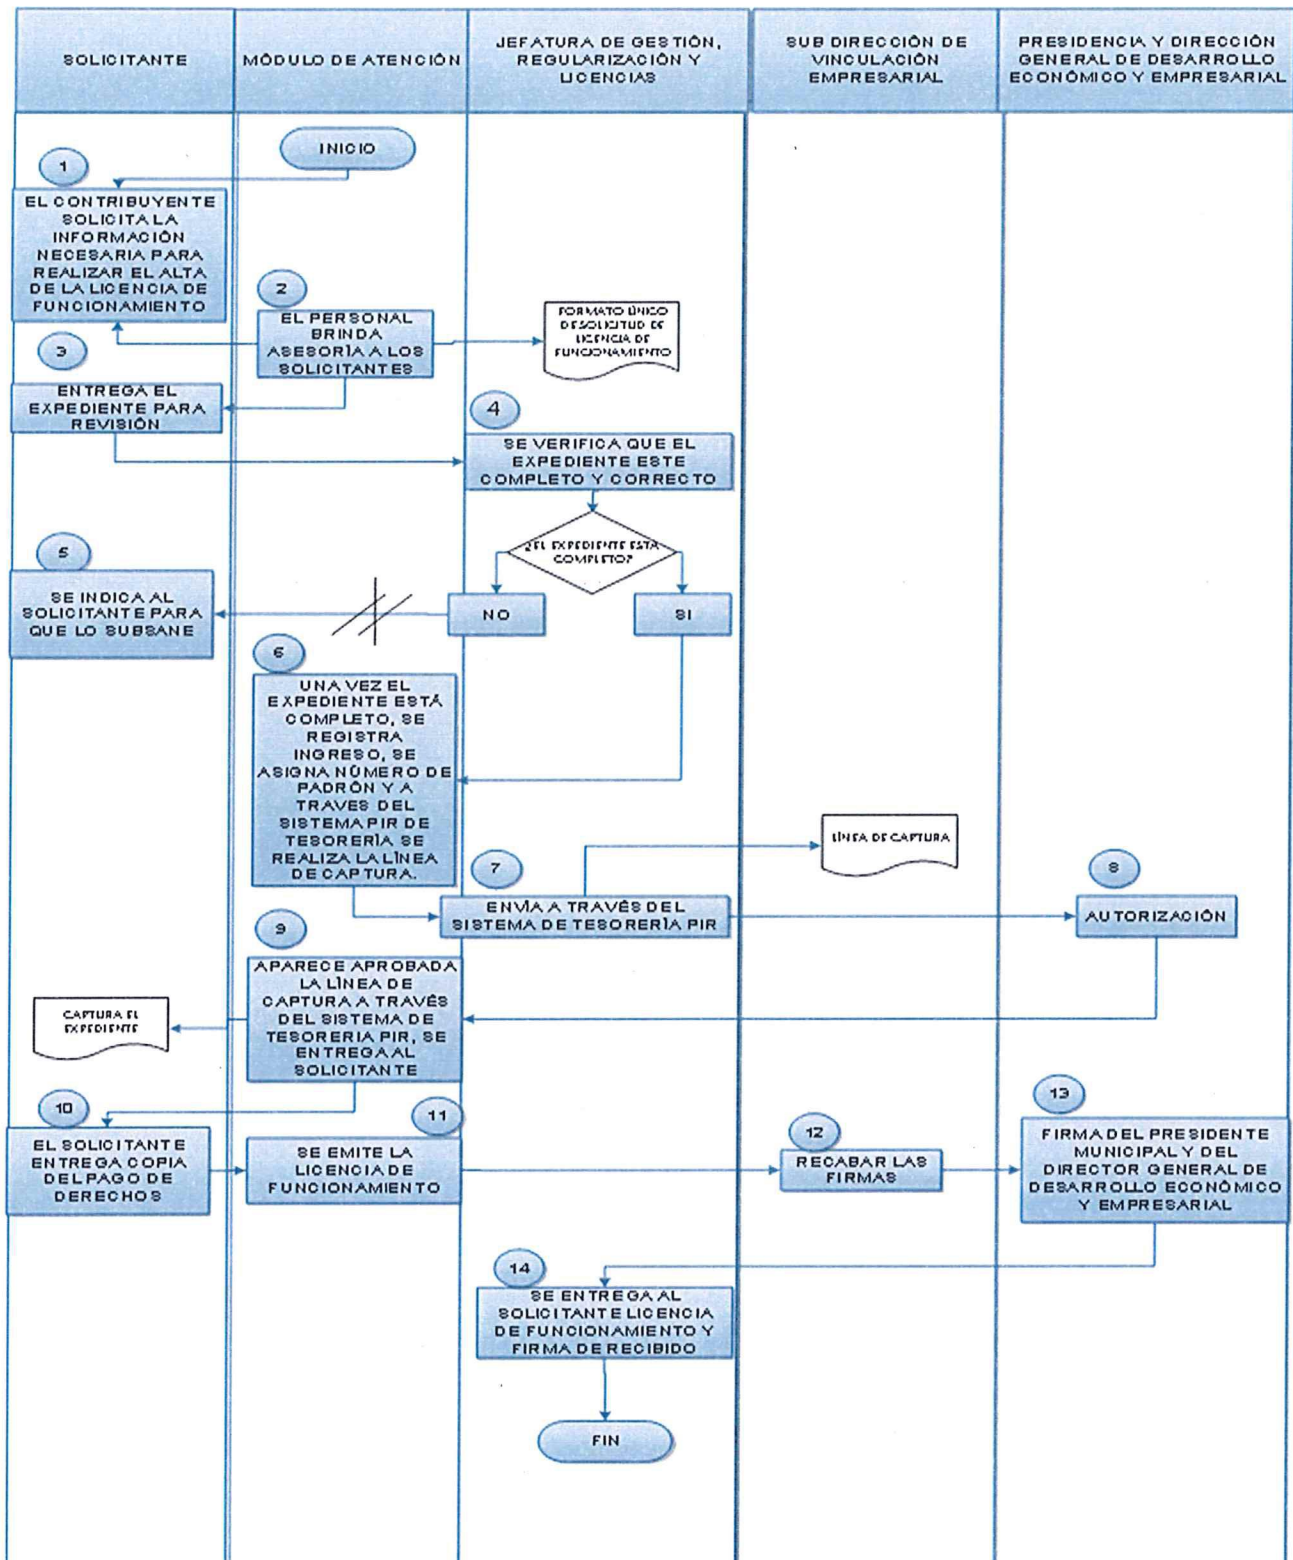 SOLICITANTE
MÓDULO DE ATENCIÓN
JEFATURA DE GESTIÓN,
REGULARIZACIÓN Y
LICENCIAS
SUB DIRECCIÓN DE
VINCULACIÓN
EMPRESARIAL
PRESIDENCIA Y DIRECCIÓN
GENERAL DE DESARROLLO
ECONÓMICO Y EMPRESARIAL
INICIO
1
EL CONTRIBUYENTE
SOLICITA LA
INFORMACIÓN
NECESARIA PARA
REALIZAR EL ALTA
DE LA LICENCIA DE
FUNCIONAMIENTO
2
EL PERSONAL
BRINDA
ASESORÍA A LOS
SOLICITANTES
FORMATO ÚNICO
DE SOLICITUD DE
LICENCIA DE
FUNCIONAMIENTO
3
ENTREGA EL
EXPEDIENTE PARA
REVISIÓN
4
SE VERIFICA QUE EL
EXPEDIENTE ESTE
COMPLETO Y CORRECTO
¿EL EXPEDIENTE ESTA
COMPLETO?
NO
SI
5
SE INDICA AL
SOLICITANTE PARA
QUE LO SUBSANE
6
UNA VEZ EL
EXPEDIENTE ESTÁ
COMPLETO, SE
REGISTRA
INGRESO, SE
ASIGNA NÚMERO DE
PADRÓN Y A
TRAVES DEL
SISTEMA PIR DE
TESORERÍA SE
REALIZA LA LÍNEA
DE CAPTURA.
LÍNEA DE CAPTURA
7
ENVÍA A TRAVÉS DEL
SISTEMA DE TESORERÍA PIR
8
AUTORIZACIÓN
9
APARECE APROBADA
LA LÍNEA DE
CAPTURA A TRAVÉS
DEL SISTEMA DE
TESORERIA PIR, SE
ENTREGA AL
SOLICITANTE
CAPTURA EL
EXPEDIENTE
10
EL SOLICITANTE
ENTREGA COPIA
DEL PAGO DE
DERECHOS
11
SE EMITE LA
LICENCIA DE
FUNCIONAMIENTO
12
RECABAR LAS
FIRMAS
13
FIRMA DEL PRESIDENTE
MUNICIPAL Y DEL
DIRECTOR GENERAL DE
DESARROLLO ECONÓMICO
Y EMPRESARIAL
14
SE ENTREGA AL
SOLICITANTE LICENCIA
DE FUNCIONAMIENTO Y
FIRMA DE RECIBIDO
FIN